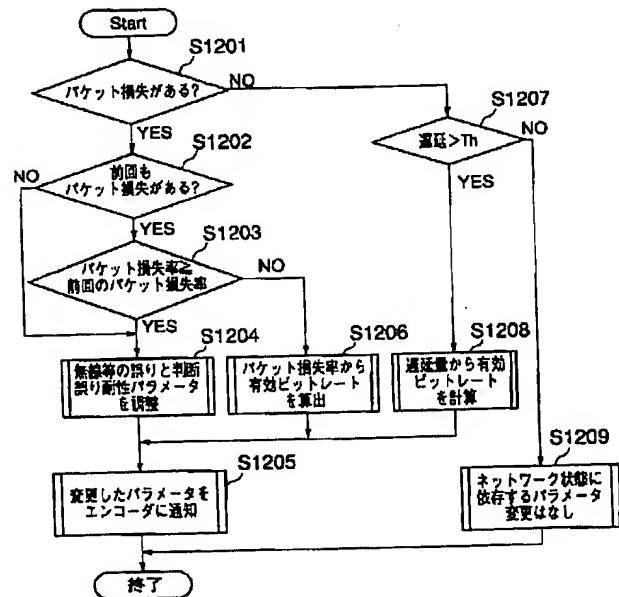 Start
S1201
パケット損失がある?
NO
YES
S1207
遅延>Th
NO
YES
S1202
前回も
パケット損失がある?
NO
YES
S1203
パケット損失率≧
前回のパケット損失率
NO
YES
S1204
無線等の誤りと判断
誤り耐性パラメータ
を調整
S1206
パケット損失率から
有効ビットレート
を算出
S1208
遅延量から有効
ビットレート
を計算
S1205
変更したパラメータを
エンコーダに通知
S1209
ネットワーク状態に
依存するパラメータ
変更はなし
終了